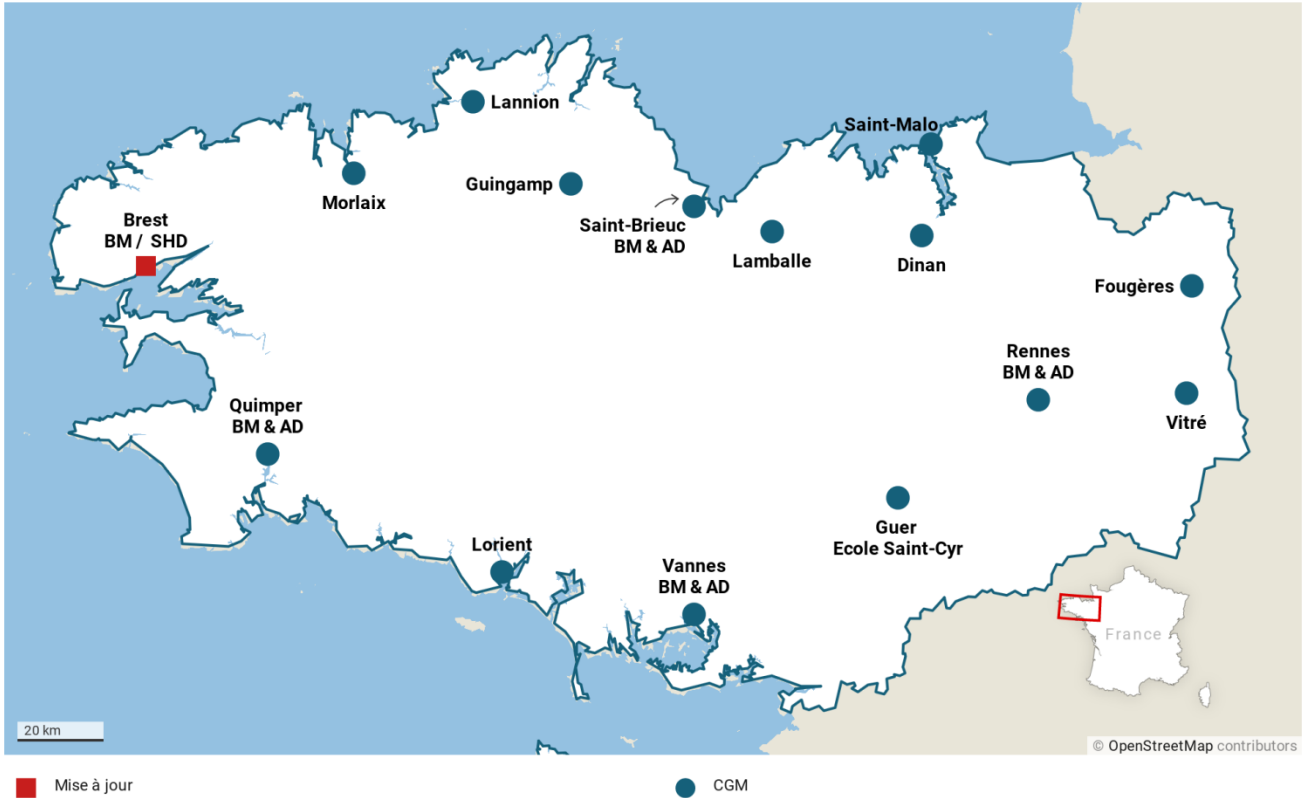 Lannion
Saint-Malo
Morlaix
Guingamp
Brest
BM / SHD
Saint-Brieuc
BM & AD
Lamballe
Dinan
Fougères
Rennes
BM & AD
Quimper
BM & AD
Vitré
Guer
Ecole Saint-Cyr
Lorient
Vannes
BM & AD
France
20 km
© OpenStreetMap contributors
Mise à jour
CGM